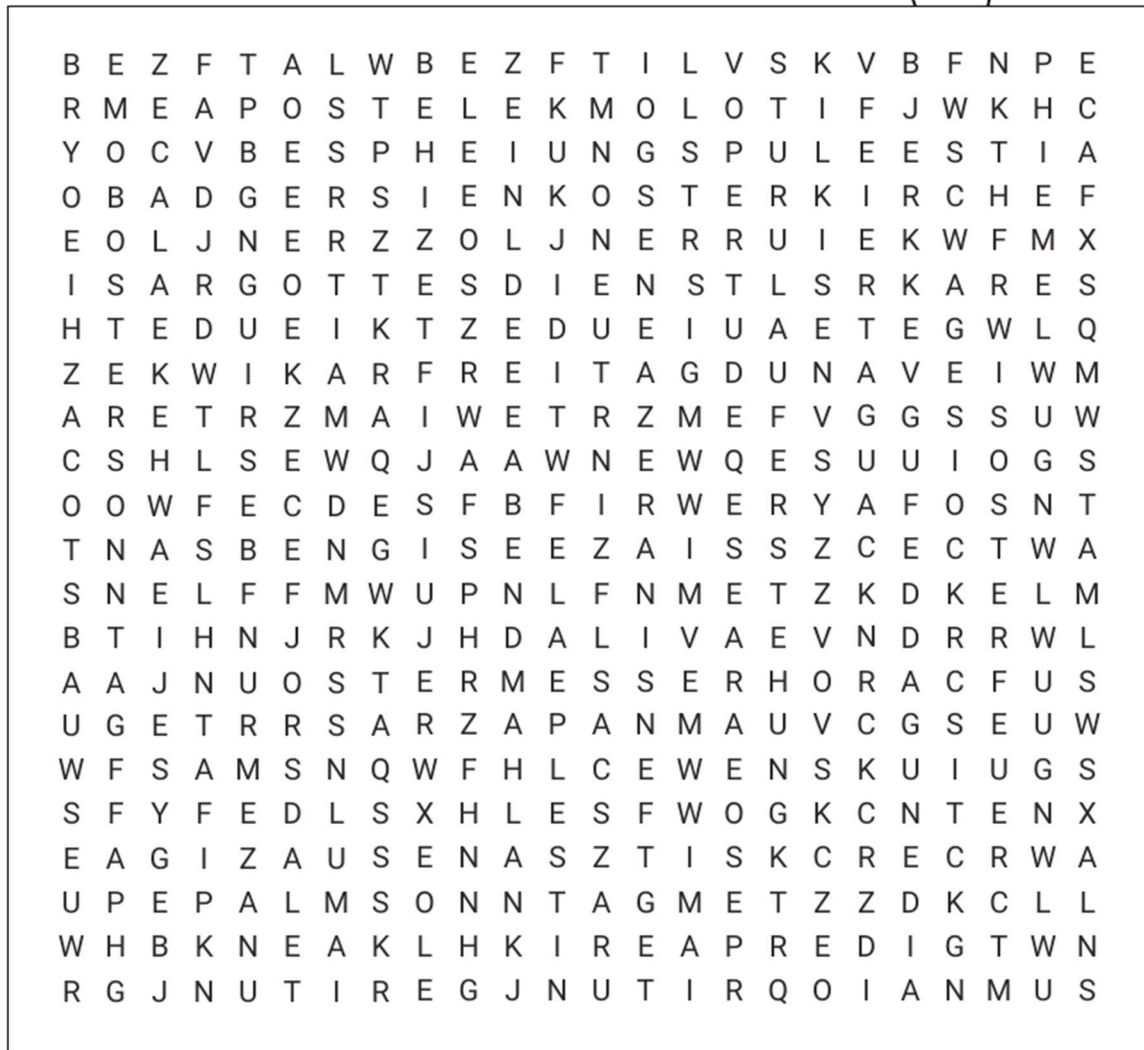 B E Z F T A L W B E Z F T I L V S K V B F N P E
R M E A P O S T E L E K M O L O T I F J W K H C
Y O C V B E S P H E I U N G S P U L E E S T I A
O B A D G E R S I E N K O S T E R K I R C H E F
E O L J N E R Z Z O L J N E R R U I E K W F M X
I S A R G O T T E S D I E N S T L S R K A R E S
H T E D U E I K T Z E D U E I U A E T E G W L Q
Z E K W I K A R F R E I T A G D U N A V E I W M
A R E T R Z M A I W E T R Z M E F V G G S S U W
C S H L S E W Q J A A W N E W Q E S U U I O G S
O O W F E C D E S F B F I R W E R Y A F O S N T
T N A S B E N G I S E E Z A I S S Z C E C T W A
S N E L F F M W U P N L F N M E T Z K D K E L M
B T I H N J R K J H D A L I V A E V N D R R W L
A A J N U O S T E R M E S S E R H O R A C F U S
U G E T R R S A R Z A P A N M A U V C G S E U W
W F S A M S N Q W F H L C E W E N S K U I U G S
S F Y F E D L S X H L E S F W O G K C N T E N X
E A G I Z A U S E N A S Z T I S K C R E C R W A
U P E P A L M S O N N T A G M E T Z Z D K C L L
W H B K N E A K L H K I R E A P R E D I G T W N
R G J N U T I R E G J N U T I R Q O I A N M U S